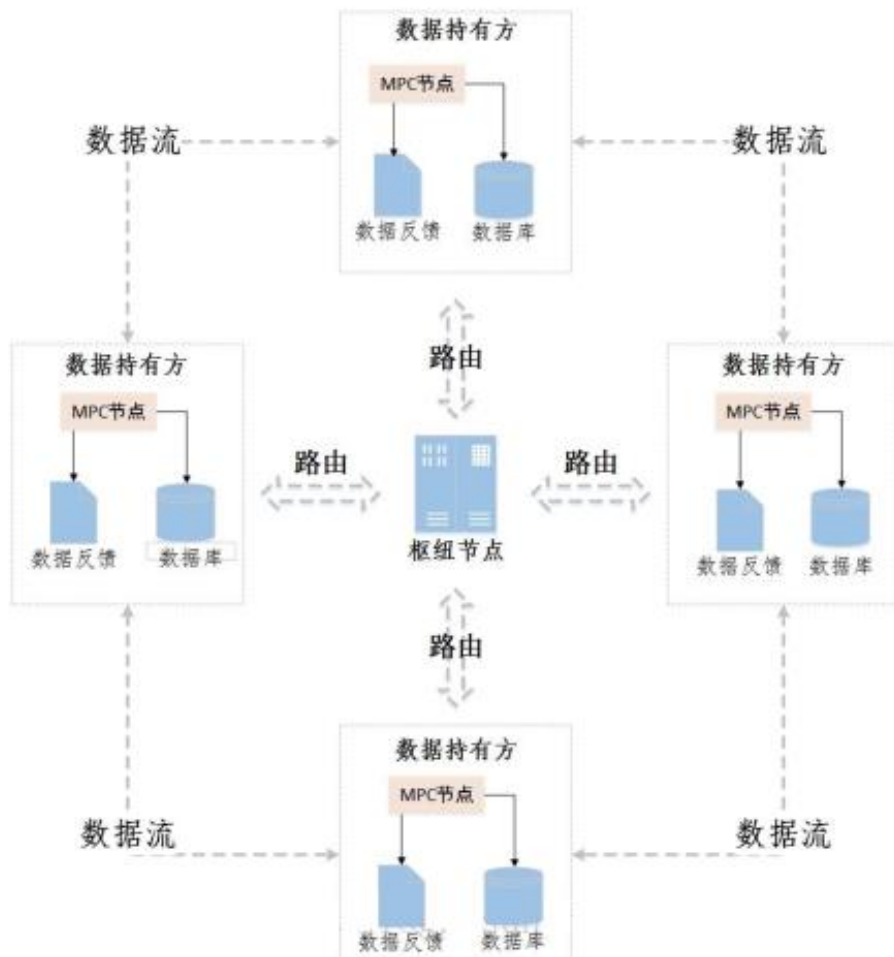 数据持有方
MPC节点
数据反馈
数据库
数据流
数据流
路由
数据持有方
MPC节点
数据反馈
数据库
路由
枢纽节点
路由
数据持有方
MPC节点
数据反馈
数据库
路由
数据流
数据流
数据持有方
MPC节点
数据反馈
数据库